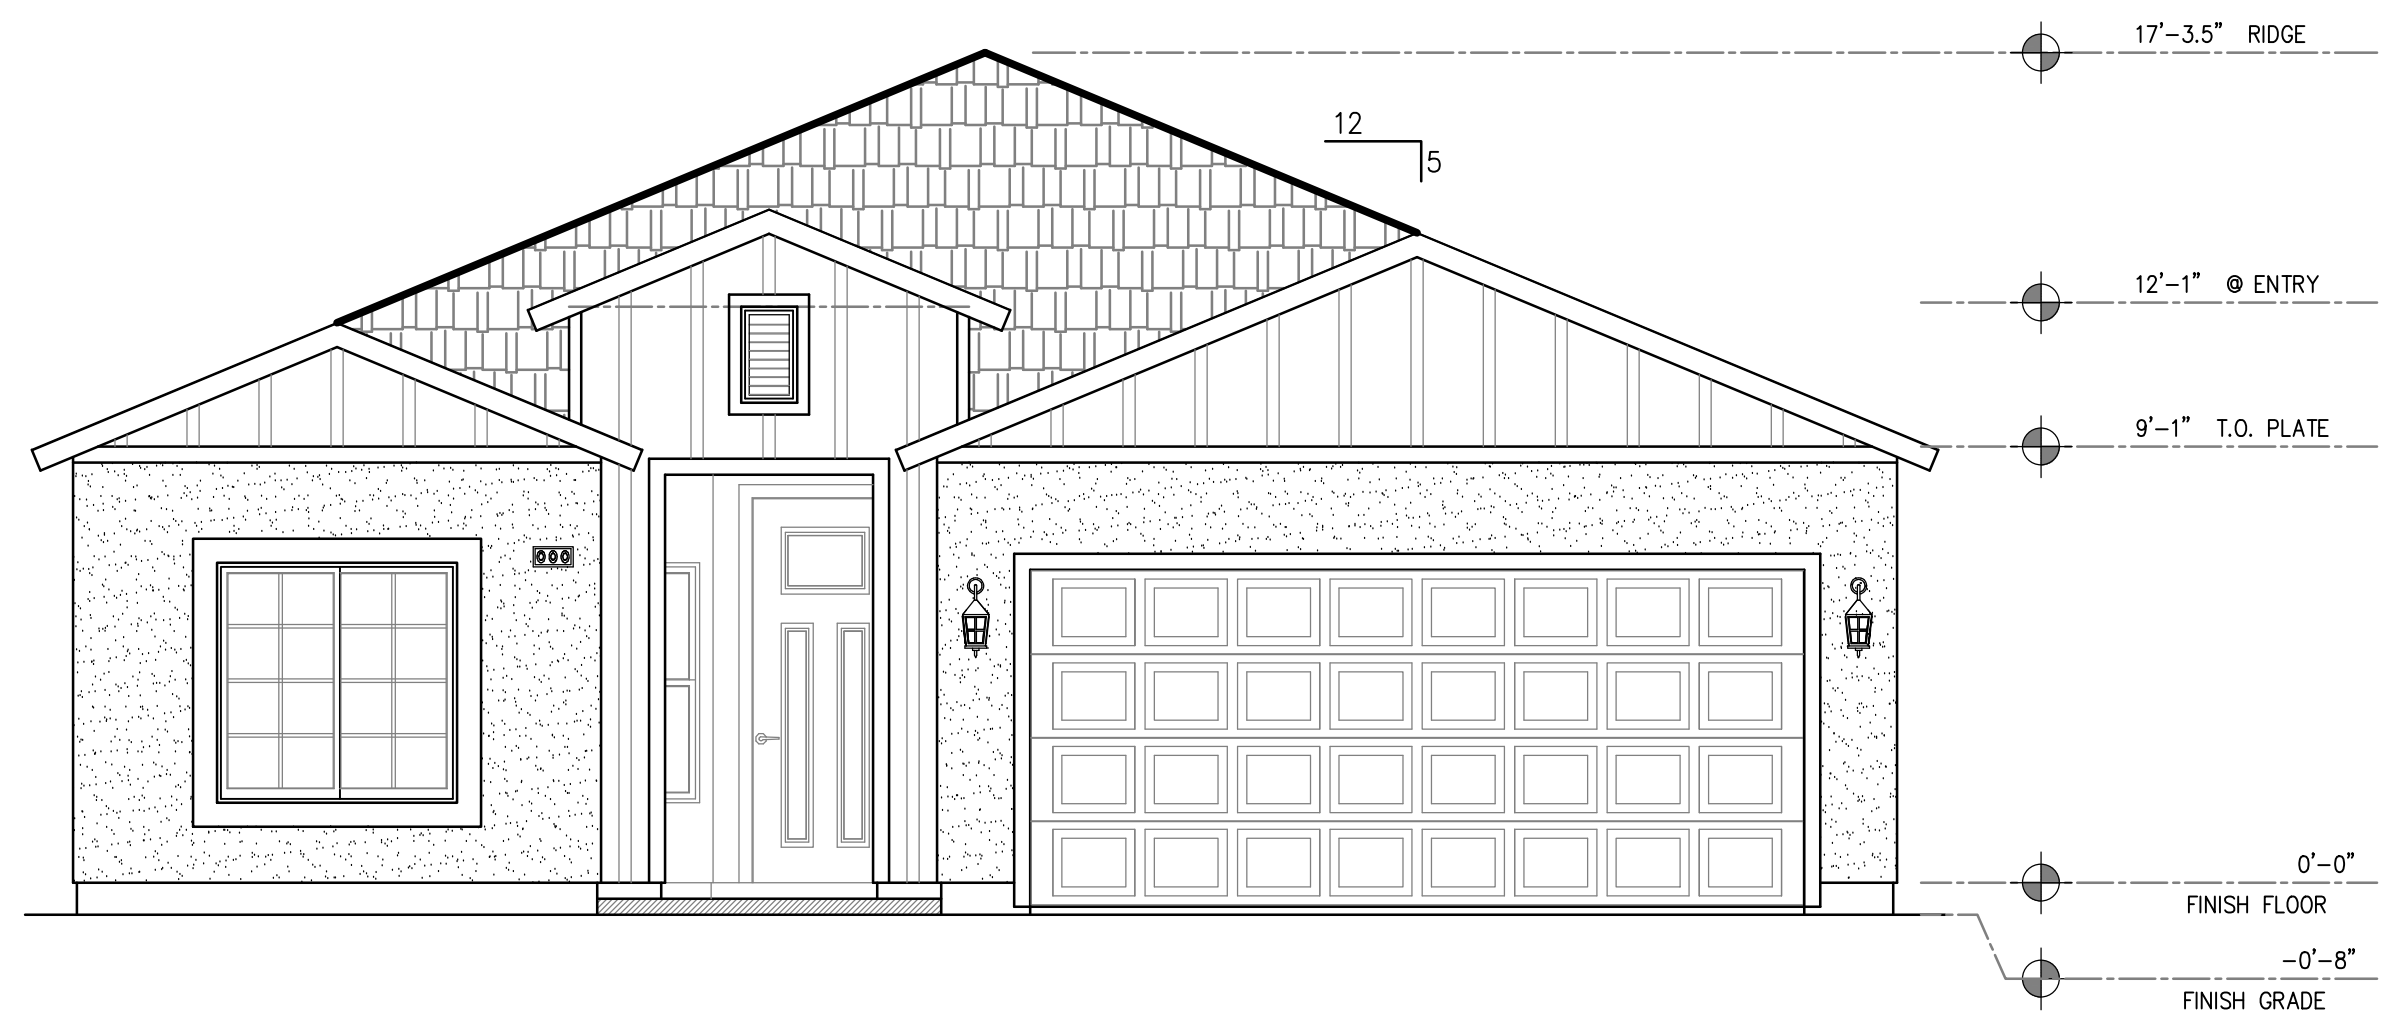 17'-3.5" RIDGE
12
5
12'-1" @ ENTRY
9'-1" T.O. PLATE
0'-0"
FINISH FLOOR
-0'-8"
FINISH GRADE